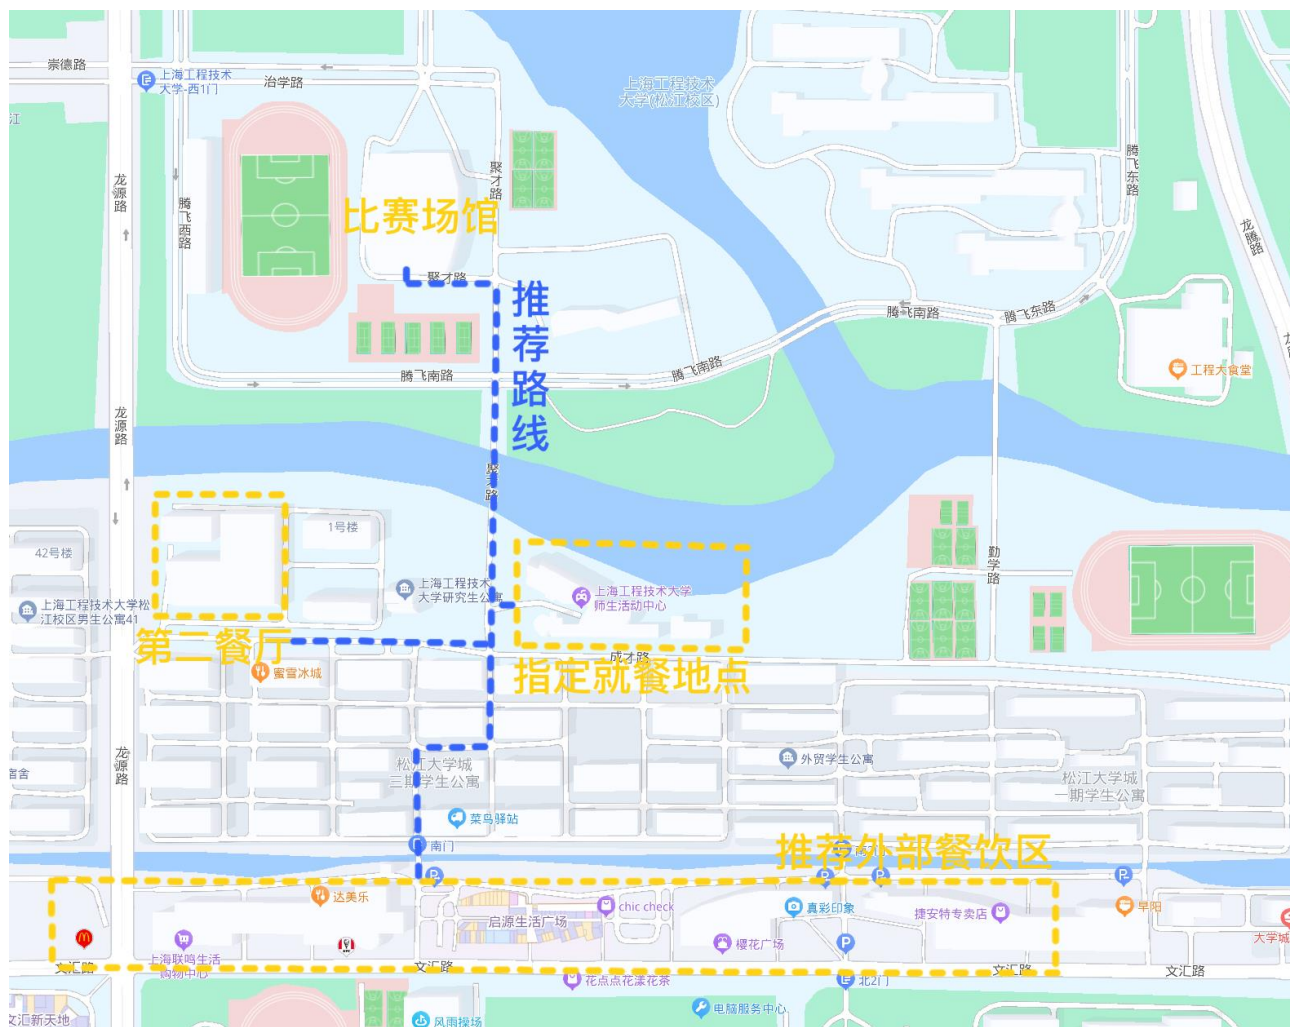 崇德路
上海工程技术
大学-西1门
治学路
上海工程技术
大学(松江校区)
江
龙源路
腾飞西路
聚才路
腾飞东路
龙腾路
比赛场馆
聚才路
推荐路线
腾飞南路
腾飞东路
腾飞南路
腾飞南路
工程大食堂
龙源路
聚才路
1号楼
42号楼
勤学路
上海工程技术
大学研究生公寓
上海工程技术大学
师生活动中心
上海工程技术大学松
江校区男生公寓41
第二餐厅
成才路
指定就餐地点
蜜雪冰城
龙源路
松江大学城
三期学生公寓
外贸学生公寓
宿舍
松江大学城
一期学生公寓
菜鸟驿站
南门
推荐外部餐饮区
P
P
P
P
达美乐
启源生活广场
chic check
真彩印象
捷安特专卖店
早阳
上海联鸣生活
购物中心
樱花广场
P
大学城
文汇路
文汇路
文汇路
文汇路
花点点花漾花茶
北2门
文汇新天地
风雨操场
电脑服务中心